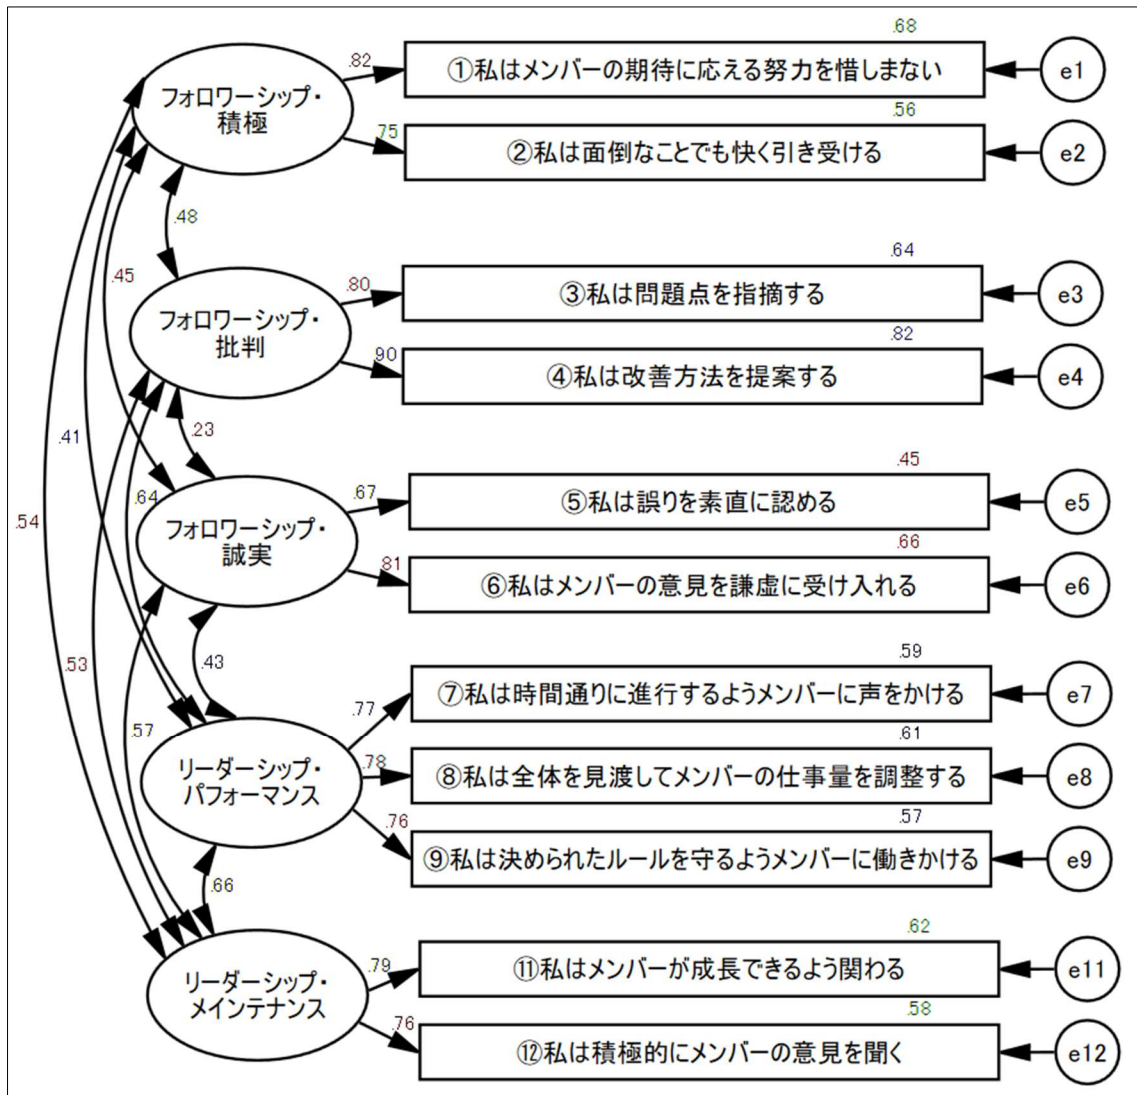 .68
.82
①私はメンバーの期待に応える努力を惜しまない
e1
フォロワーシップ・
積極
.56
.75
②私は面倒なことでも快く引き受ける
e2
.48
.45
.64
.80
③私は問題点を指摘する
e3
フォロワーシップ・
批判
.82
.90
④私は改善方法を提案する
e4
.41
.23
.45
.64
.67
⑤私は誤りを素直に認める
e5
.54
フォロワーシップ・
誠実
.66
.81
⑥私はメンバーの意見を謙虚に受け入れる
e6
.53
.43
.59
.57
.77
⑦私は時間通りに進行するようメンバーに声をかける
e7
.61
リーダーシップ・
パフォーマンス
.78
⑧私は全体を見渡してメンバーの仕事量を調整する
e8
.57
.76
⑨私は決められたルールを守るようメンバーに働きかける
e9
.66
.62
.79
⑪私はメンバーが成長できるよう関わる
e11
リーダーシップ・
メインテナンス
.58
.76
⑫私は積極的にメンバーの意見を聞く
e12